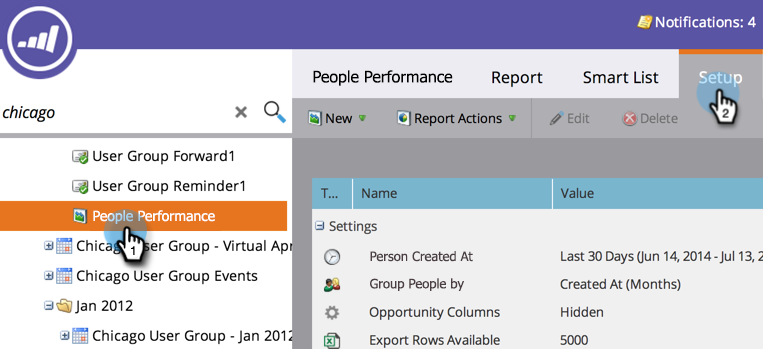 Notifications: 4
People Performance Report Smart List Setup
chicago
New Report Actions Edit Delete
User Group Forward1
User Group Reminder1
People Performance
1
2
Chicago User Group - Virtual Apr
Chicago User Group Events
Jan 2012
Chicago User Group - Jan 2012
T... Name Value
Settings
Person Created At Last 30 Days (Jun 14, 2014 - Jul 13, 2
Group People by Created At (Months)
Opportunity Columns Hidden
Export Rows Available 5000